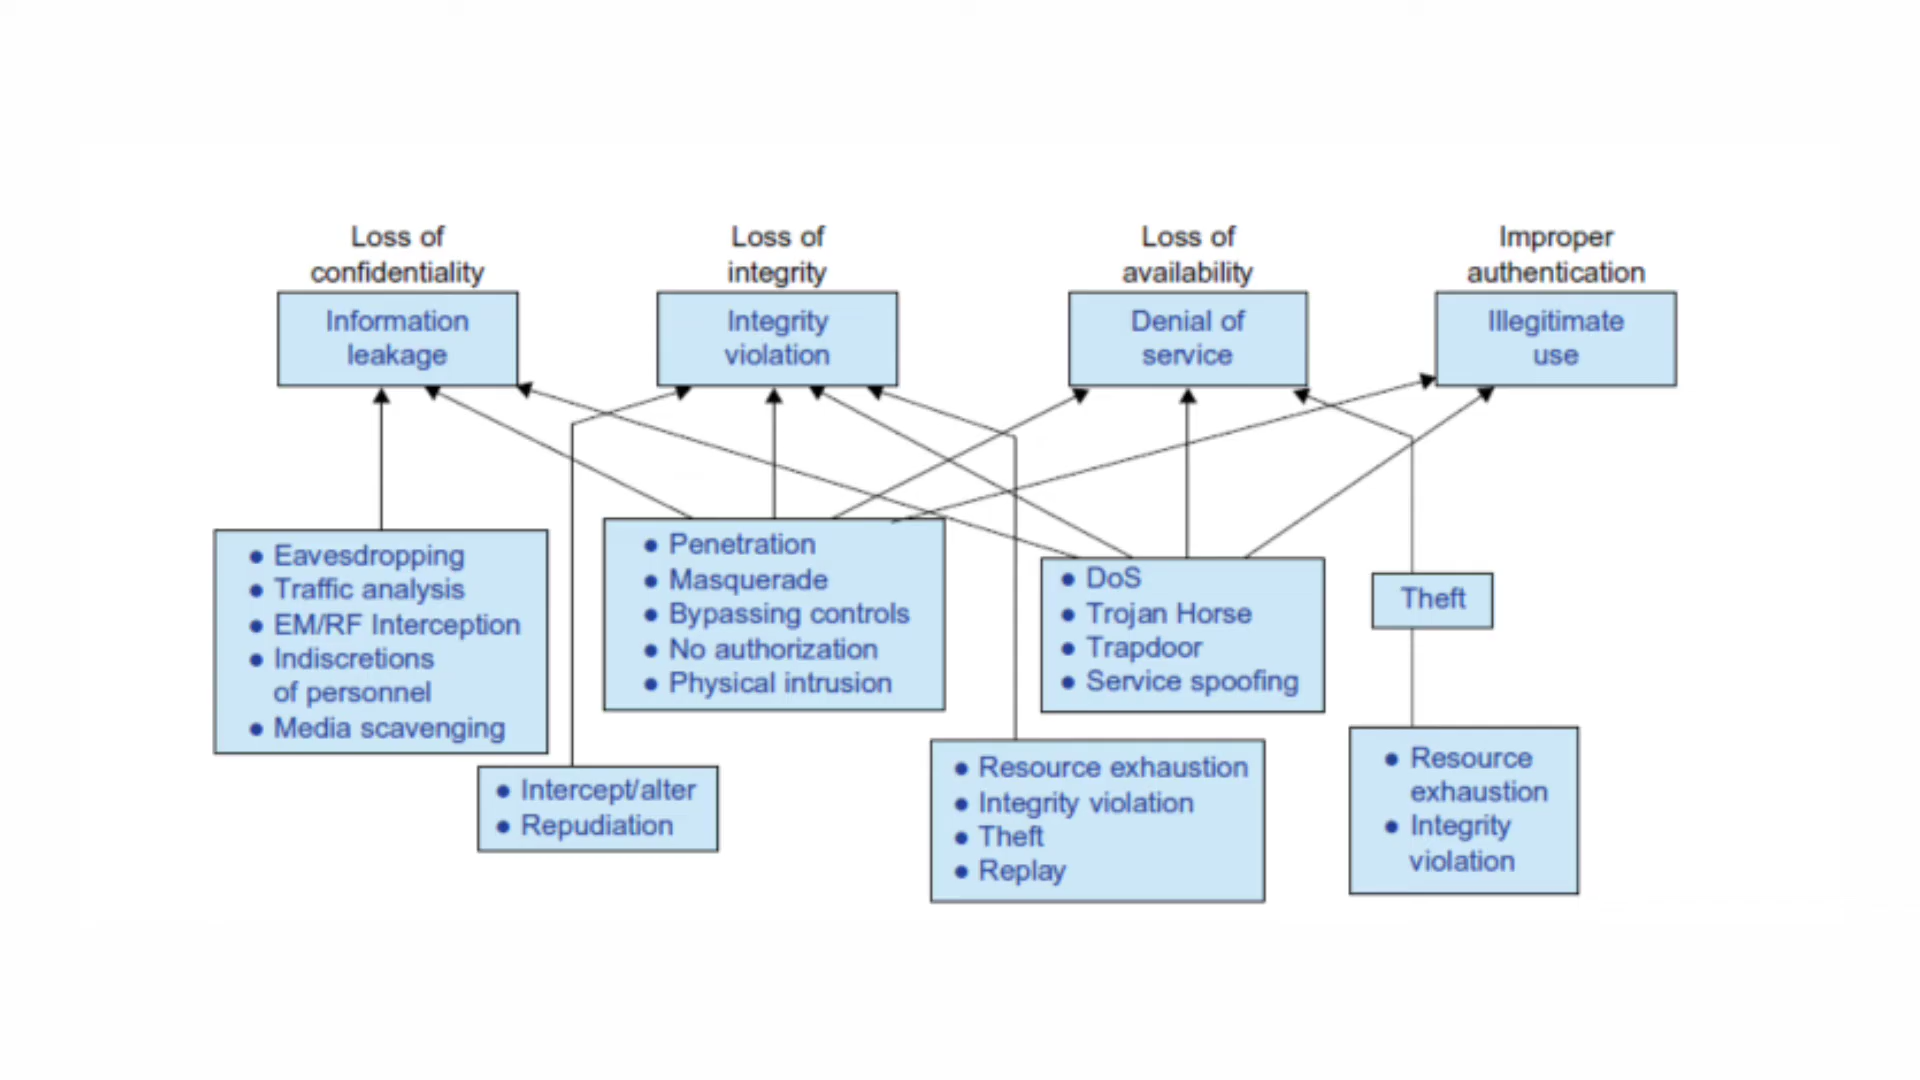 Loss of
confidentiality
Loss of
integrity
Loss of
availability
Improper
authentication
Information
leakage
Integrity
violation
Denial of
service
Illegitimate
use
● Eavesdropping
● Traffic analysis
● EM/RF Interception
● Indiscretions
of personnel
● Media scavenging
● Penetration
● Masquerade
● Bypassing controls
● No authorization
● Physical intrusion
● DoS
● Trojan Horse
● Trapdoor
● Service spoofing
Theft
● Intercept/alter
● Repudiation
● Resource exhaustion
● Integrity violation
● Theft
● Replay
● Resource
exhaustion
● Integrity
violation